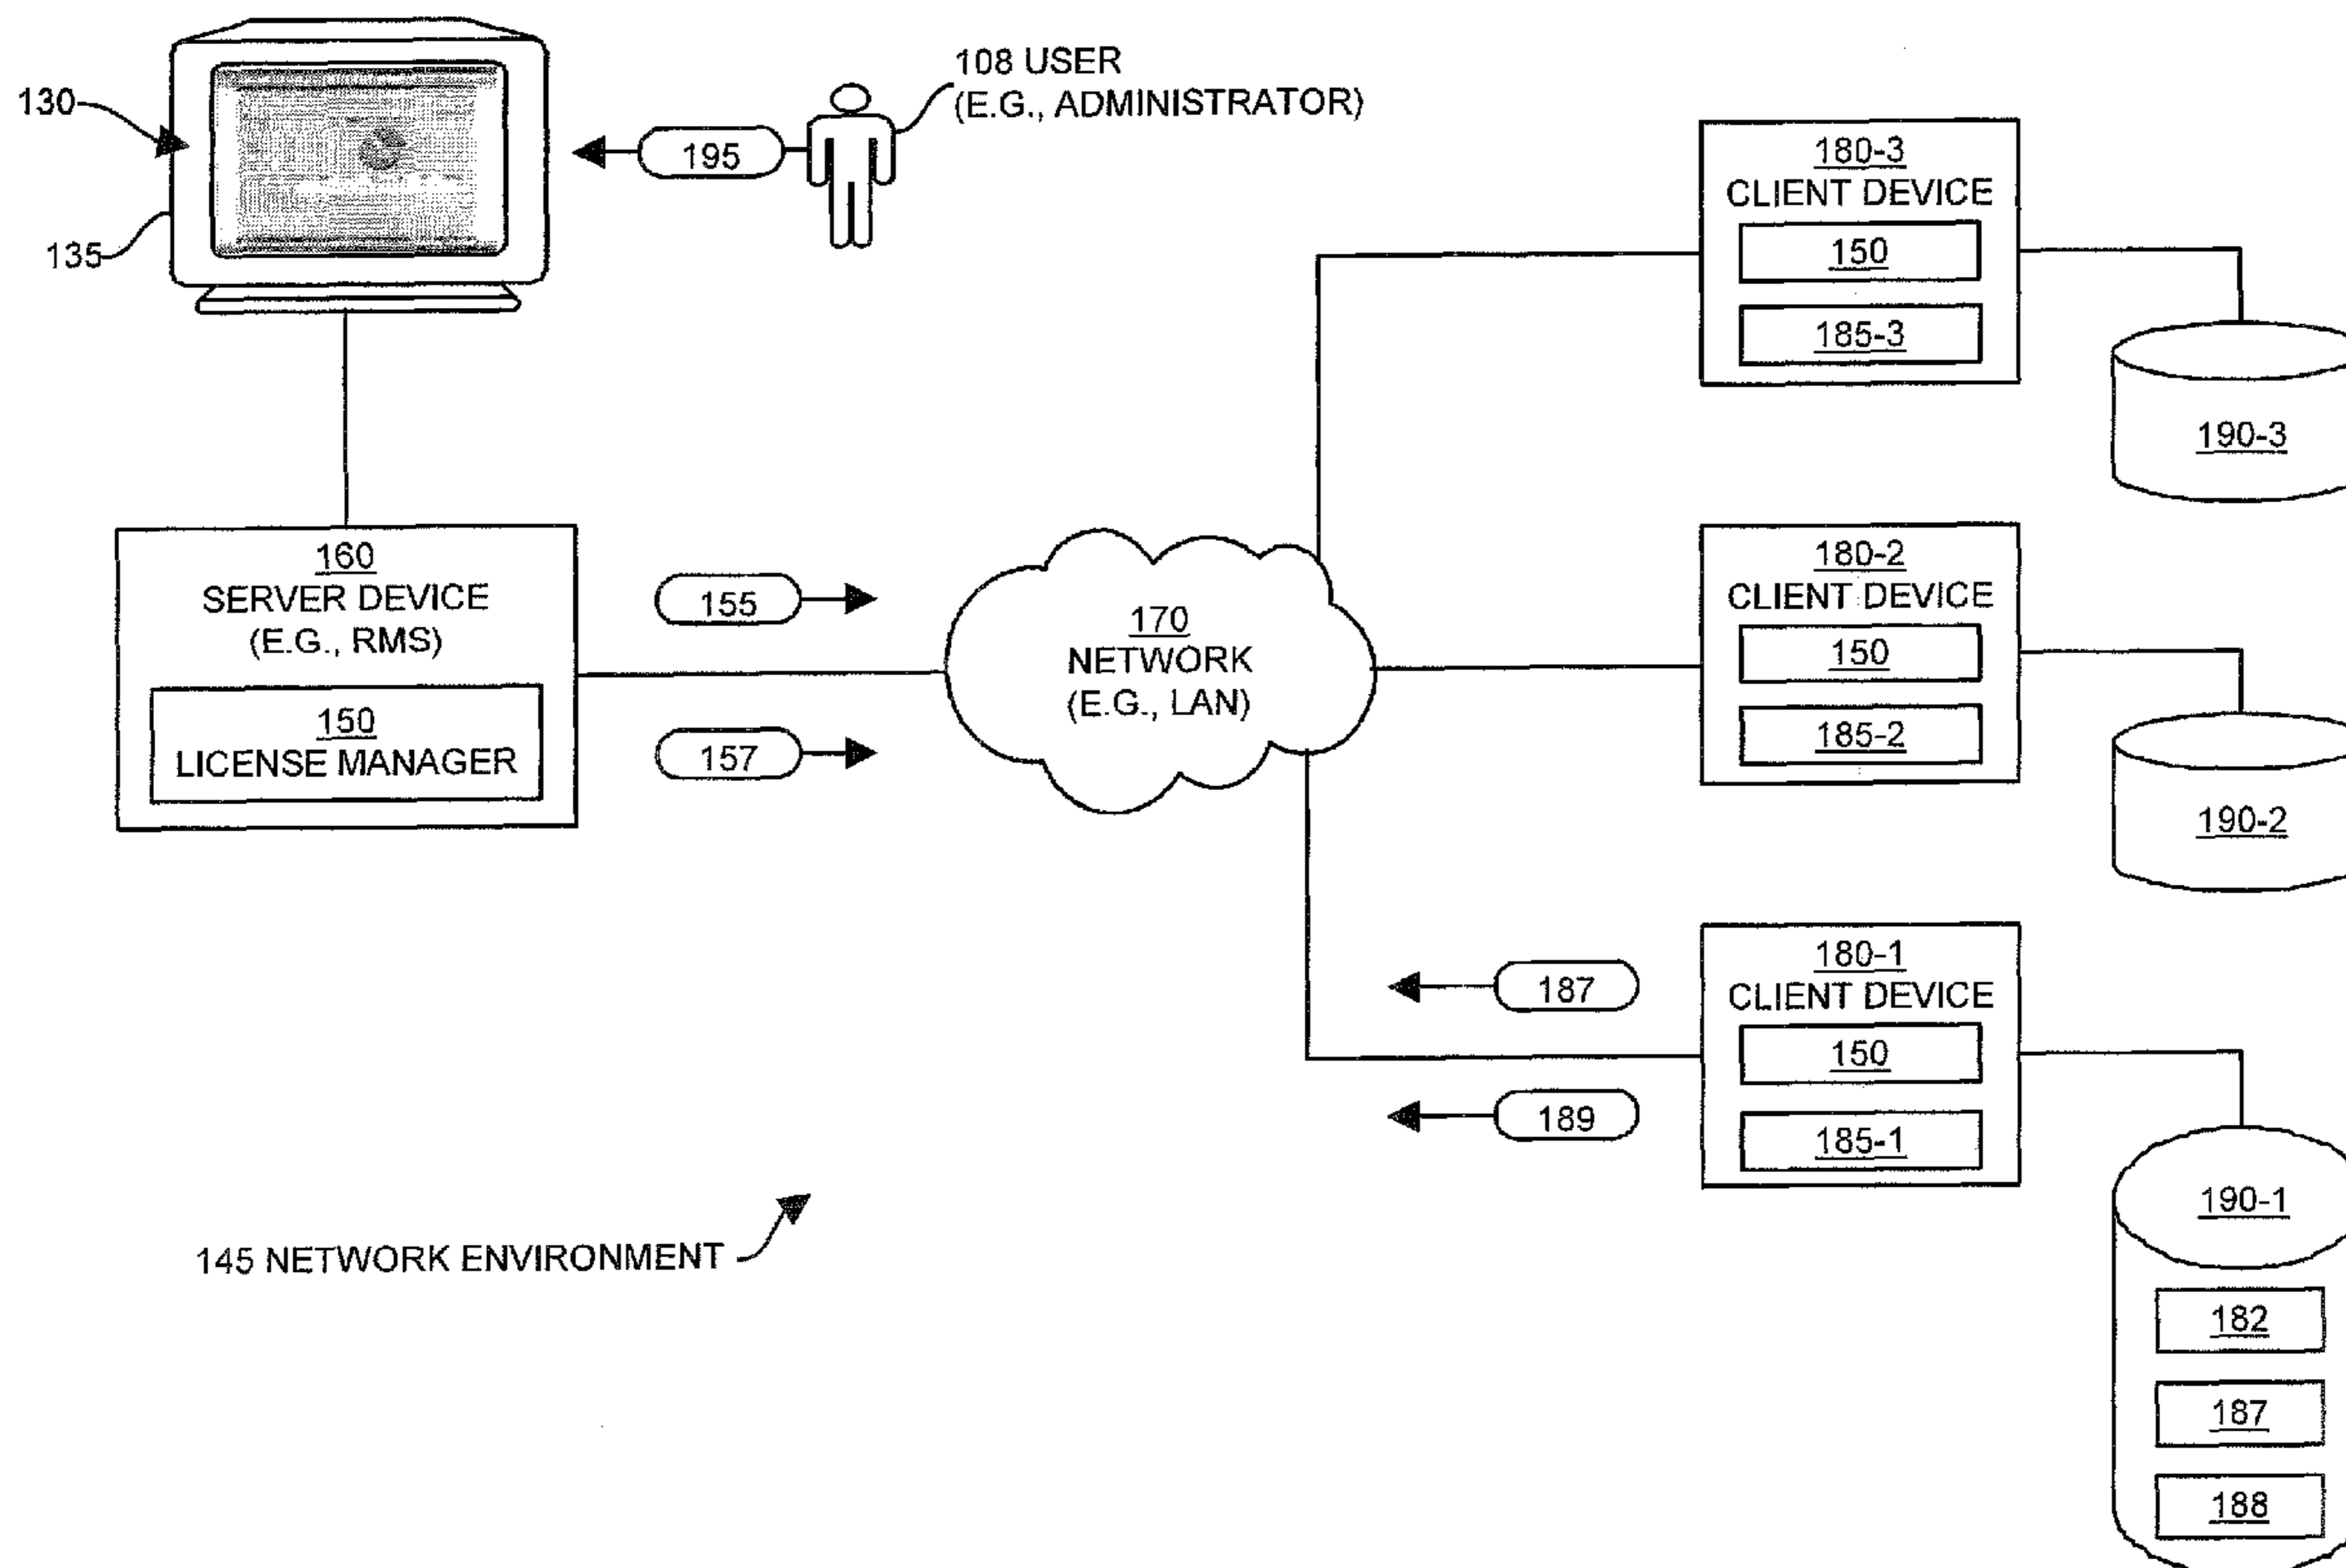 130
135
195
108 USER
(E.G., ADMINISTRATOR)
160
SERVER DEVICE
(E.G., RMS)
150
LICENSE MANAGER
155
157
170
NETWORK
(E.G., LAN)
180-3
CLIENT DEVICE
150
185-3
190-3
180-2
CLIENT DEVICE
150
185-2
190-2
187
189
180-1
CLIENT DEVICE
150
185-1
190-1
182
187
188
145 NETWORK ENVIRONMENT